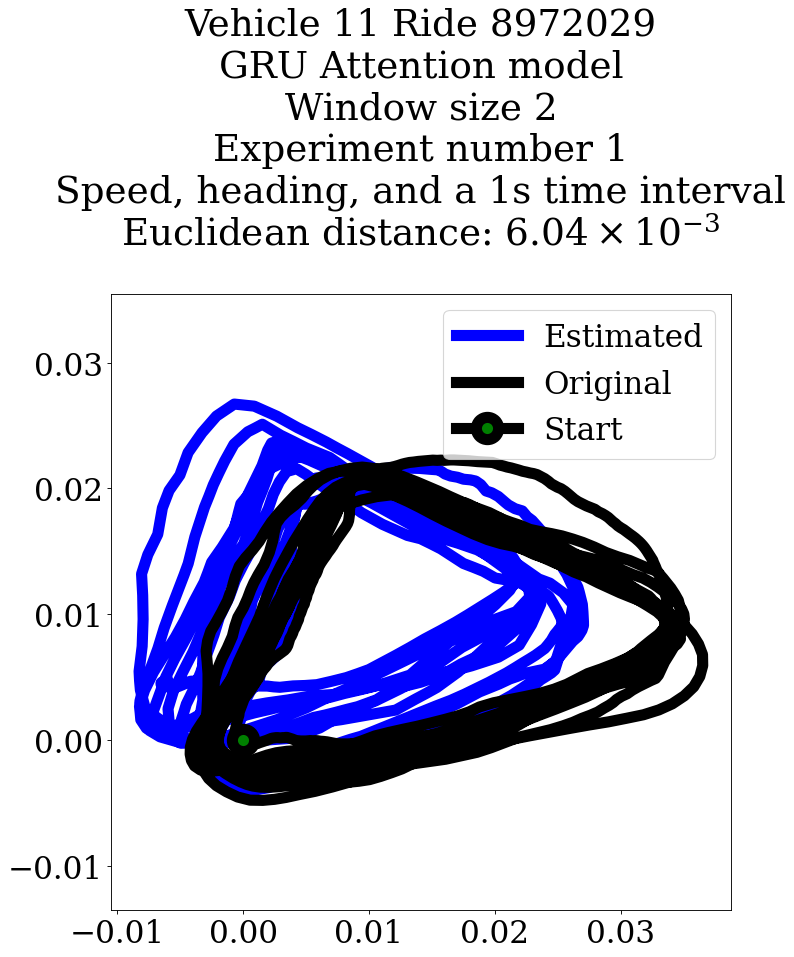 Vehicle 11 Ride 8972029
GRU Attention model
Window size 2
Experiment number 1
Speed, heading, and a 1s time interval
Euclidean distance: 6.04 × 10⁻³
Estimated
Original
Start
0.03
0.02
0.01
0.00
−0.01
−0.01 0.00 0.01 0.02 0.03